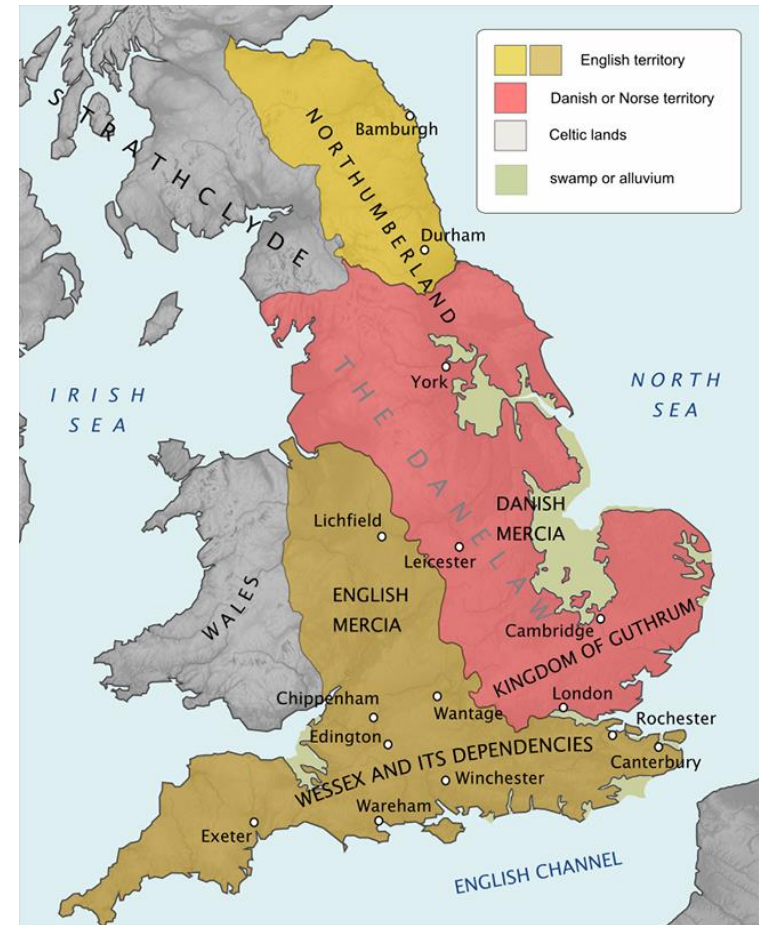 English territory
Danish or Norse territory
Celtic lands
swamp or alluvium
STRATHCLYDE
NORTHUMBERLAND
Bamburgh
Durham
THE DANELAW
York
IRISH
SEA
NORTH
SEA
DANISH
MERCIA
Lichfield
Leicester
ENGLISH
MERCIA
WALES
Cambridge
KINGDOM OF GUTHRUM
Chippenham
Wantage
London
Edington
Rochester
Canterbury
WESSEX AND ITS DEPENDENCIES
Winchester
Wareham
Exeter
ENGLISH CHANNEL